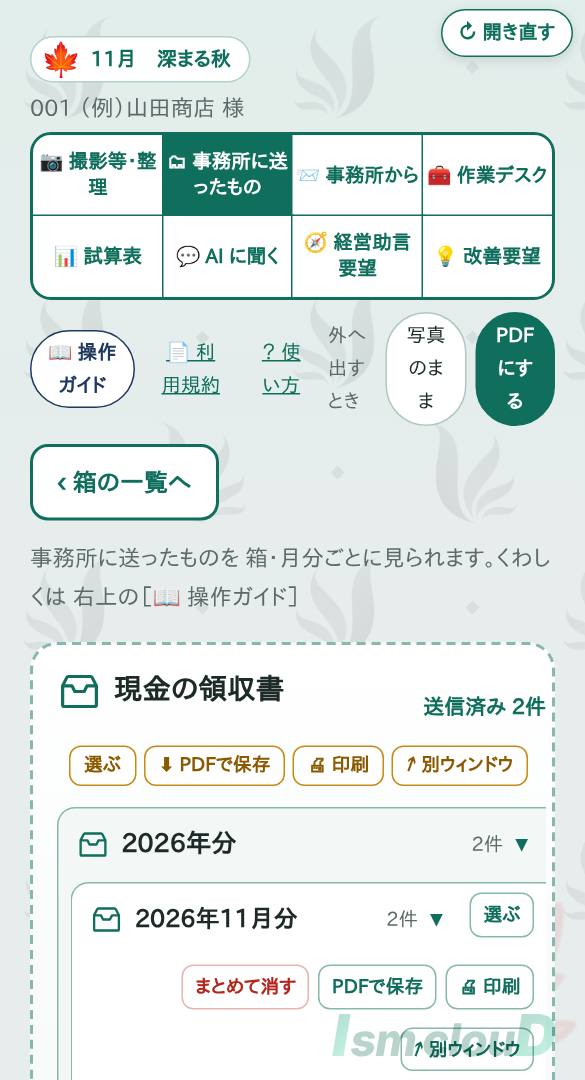 開き直す
11月 深まる秋
001 (例)山田商店 様
撮影等・整
理
事務所に送
ったもの
事務所から
作業デスク
試算表
AI に聞く
経営助言
要望
改善要望
操作
ガイド
利
用規約
? 使
い方
外へ
出す
とき
写真
のま
ま
PDF
にす
る
‹ 箱の一覧へ
事務所に送ったものを 箱・月分ごとに見られます。くわし
くは 右上の[📖 操作ガイド]
現金の領収書
送信済み 2件
選ぶ
⬇ PDFで保存
🖨 印刷
↗ 別ウィンドウ
2026年分
2件 ▼
2026年11月分
2件 ▼
選ぶ
まとめて消す
PDFで保存
🖨 印刷
↗ 別ウィンドウ
Ism clouD